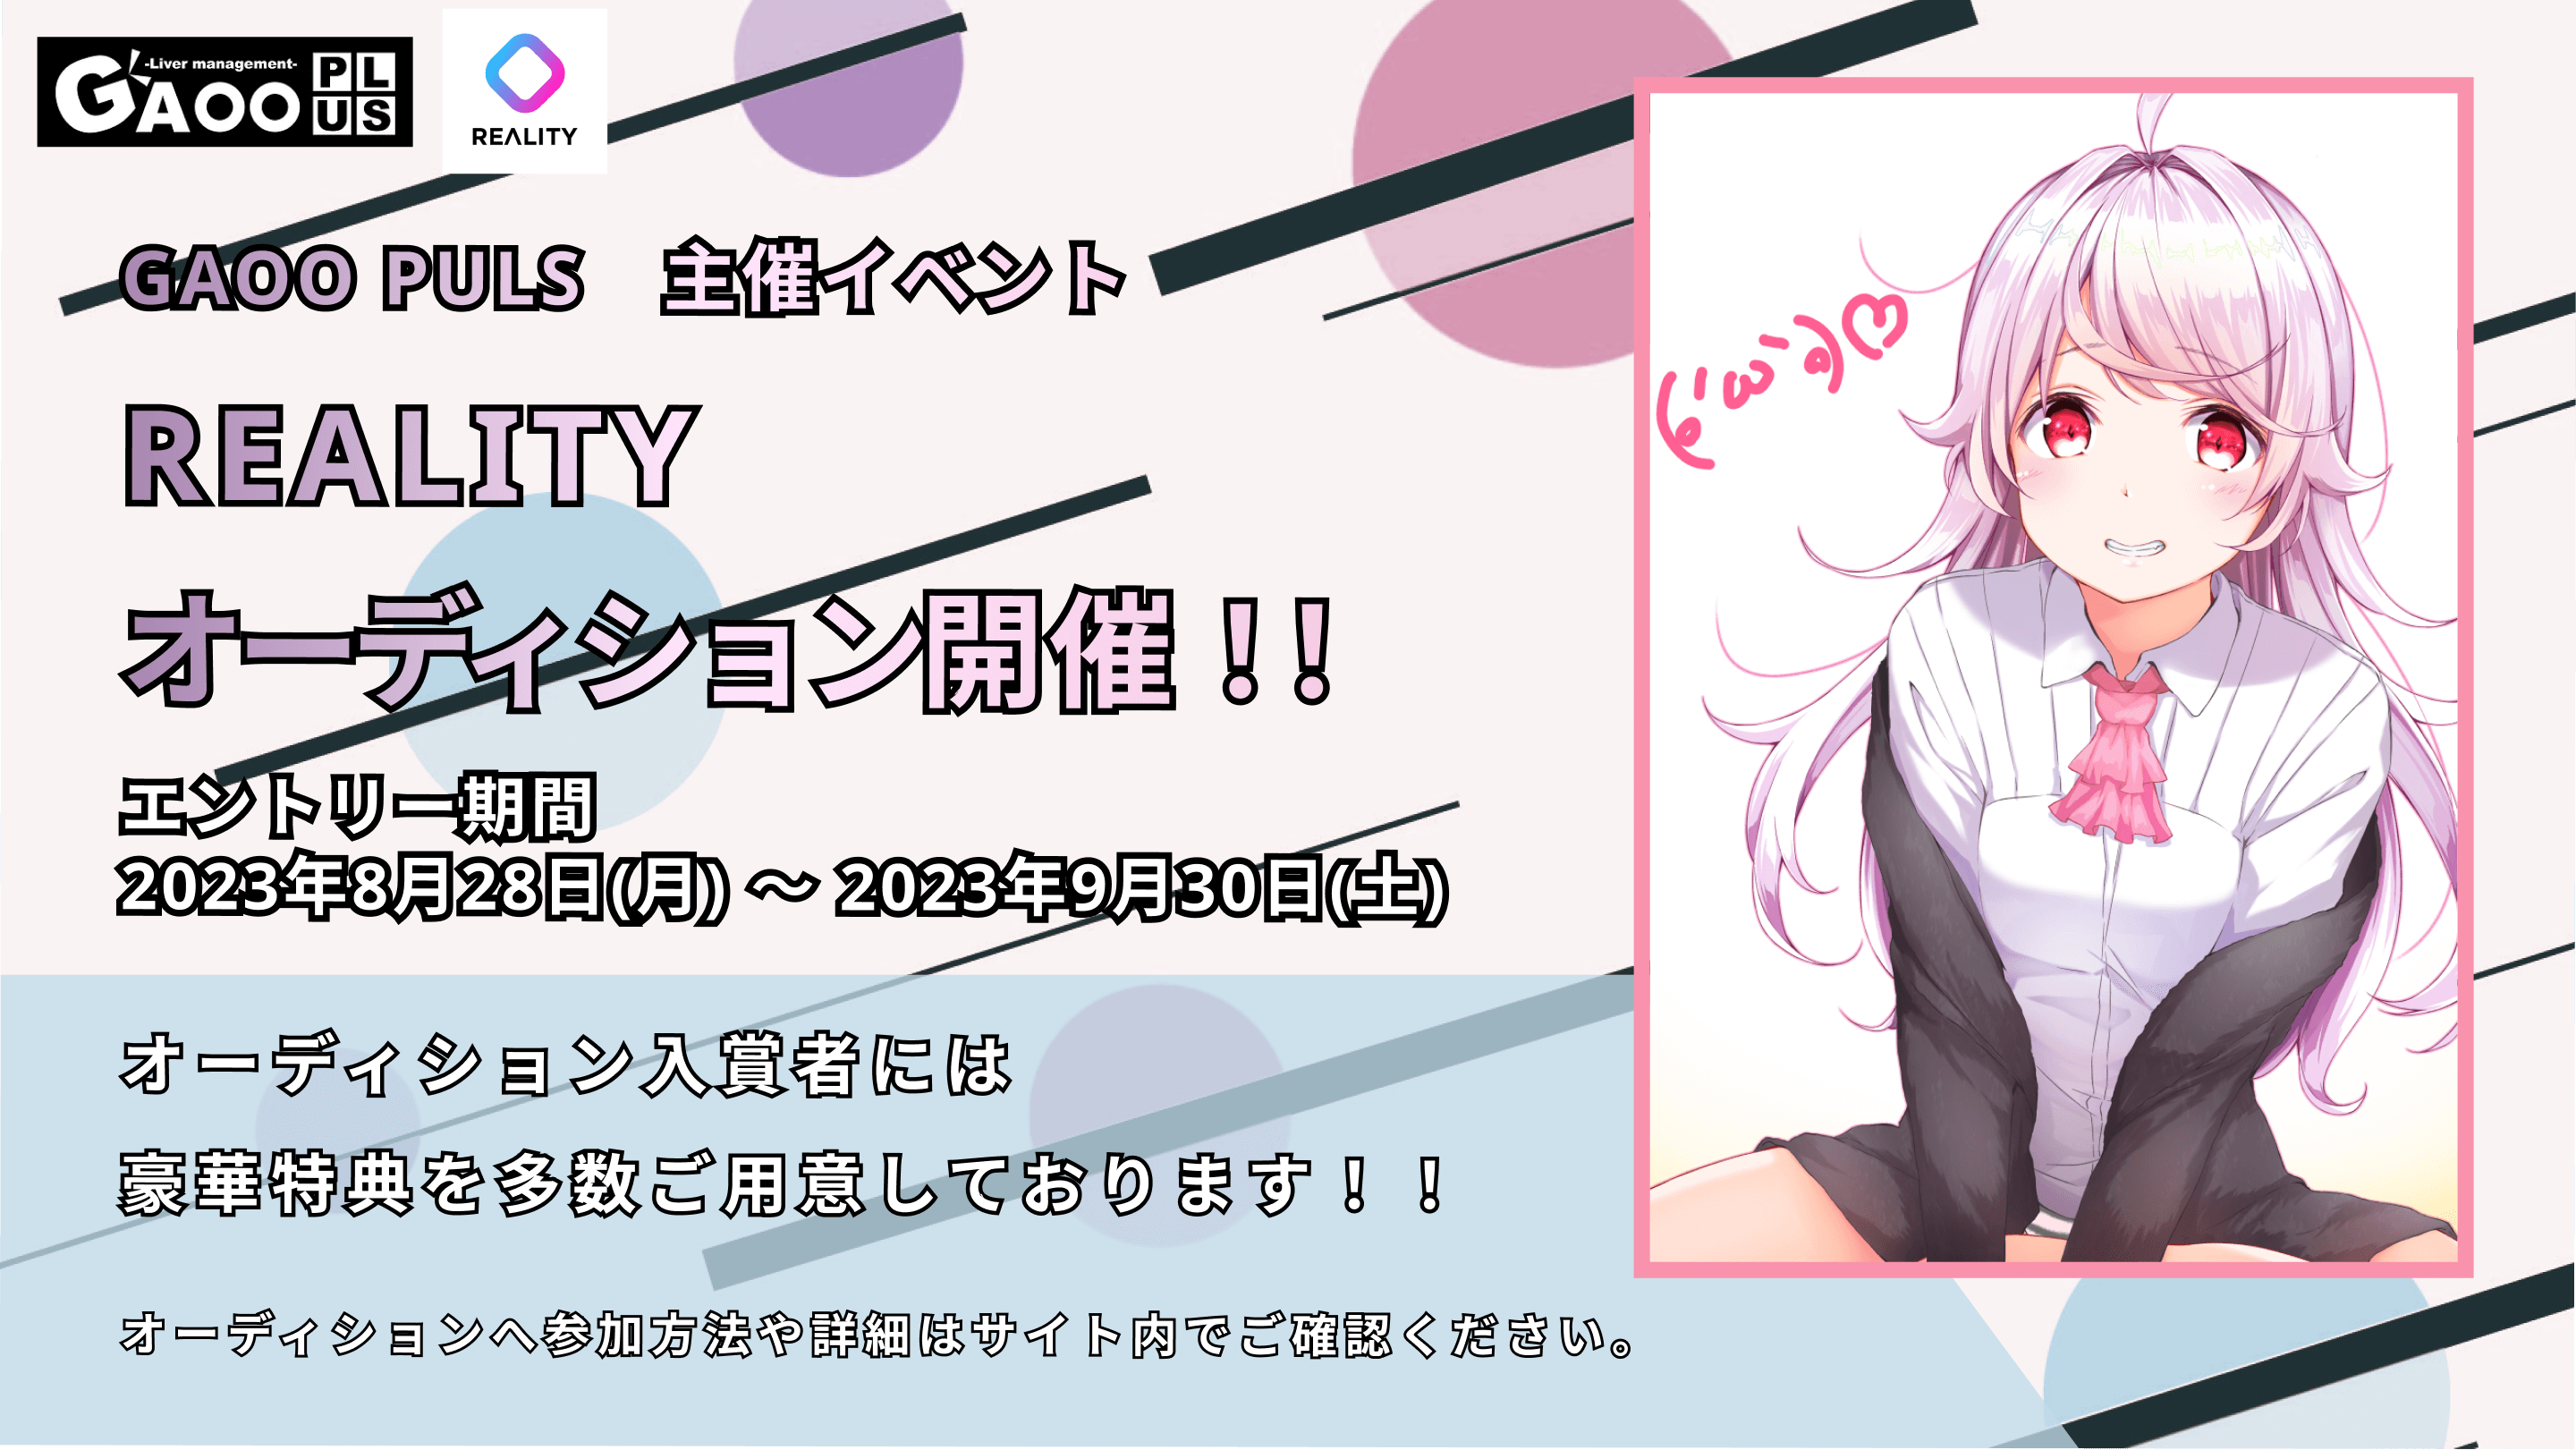 GAOO -Liver management- PLUS
REALITY
GAOO PULS　主催イベント
REALITY
オーディション開催！！
エントリー期間
2023年8月28日(月) ～ 2023年9月30日(土)
オーディション入賞者には
豪華特典を多数ご用意しております！！
オーディションへ参加方法や詳細はサイト内でご確認ください。